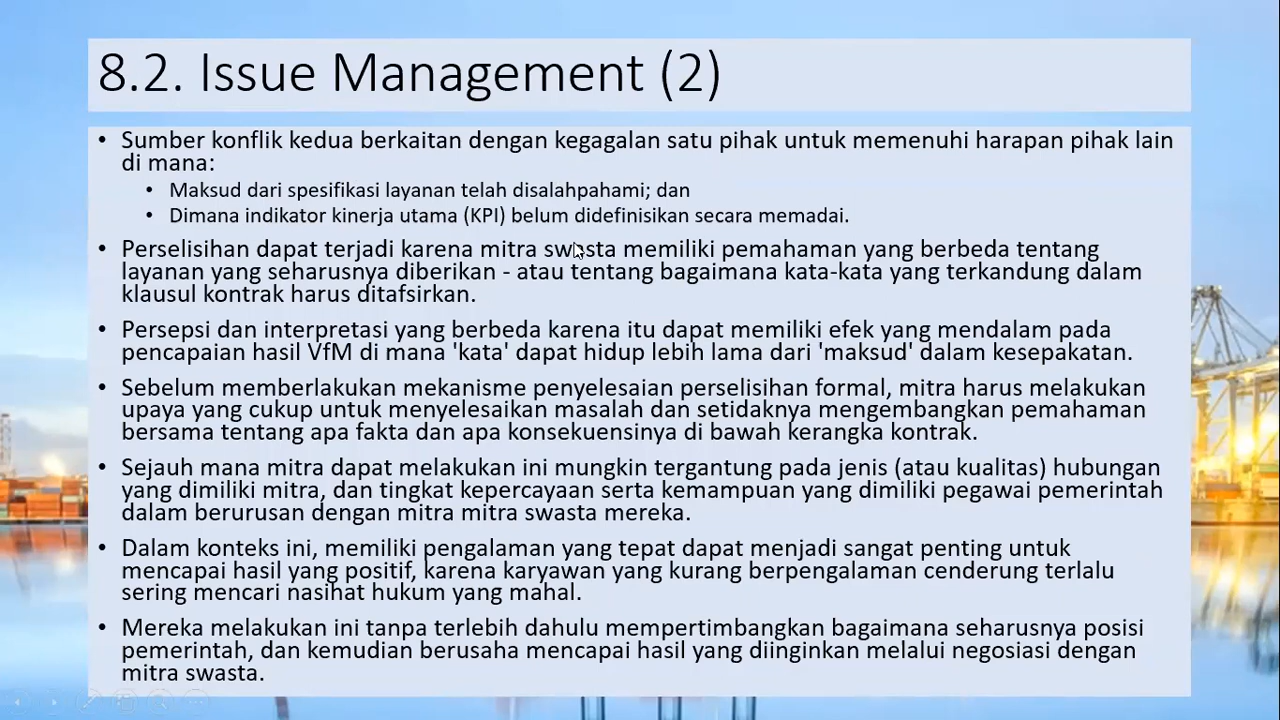 8.2. Issue Management (2)
• Sumber konflik kedua berkaitan dengan kegagalan satu pihak untuk memenuhi harapan pihak lain
di mana:
• Maksud dari spesifikasi layanan telah disalahpahami; dan
• Dimana indikator kinerja utama (KPI) belum didefinisikan secara memadai.
• Perselisihan dapat terjadi karena mitra swasta memiliki pemahaman yang berbeda tentang
layanan yang seharusnya diberikan - atau tentang bagaimana kata-kata yang terkandung dalam
klausul kontrak harus ditafsirkan.
• Persepsi dan interpretasi yang berbeda karena itu dapat memiliki efek yang mendalam pada
pencapaian hasil VfM di mana 'kata' dapat hidup lebih lama dari 'maksud' dalam kesepakatan.
• Sebelum memberlakukan mekanisme penyelesaian perselisihan formal, mitra harus melakukan
upaya yang cukup untuk menyelesaikan masalah dan setidaknya mengembangkan pemahaman
bersama tentang apa fakta dan apa konsekuensinya di bawah kerangka kontrak.
• Sejauh mana mitra dapat melakukan ini mungkin tergantung pada jenis (atau kualitas) hubungan
yang dimiliki mitra, dan tingkat kepercayaan serta kemampuan yang dimiliki pegawai pemerintah
dalam berurusan dengan mitra mitra swasta mereka.
• Dalam konteks ini, memiliki pengalaman yang tepat dapat menjadi sangat penting untuk
mencapai hasil yang positif, karena karyawan yang kurang berpengalaman cenderung terlalu
sering mencari nasihat hukum yang mahal.
• Mereka melakukan ini tanpa terlebih dahulu mempertimbangkan bagaimana seharusnya posisi
pemerintah, dan kemudian berusaha mencapai hasil yang diinginkan melalui negosiasi dengan
mitra swasta.